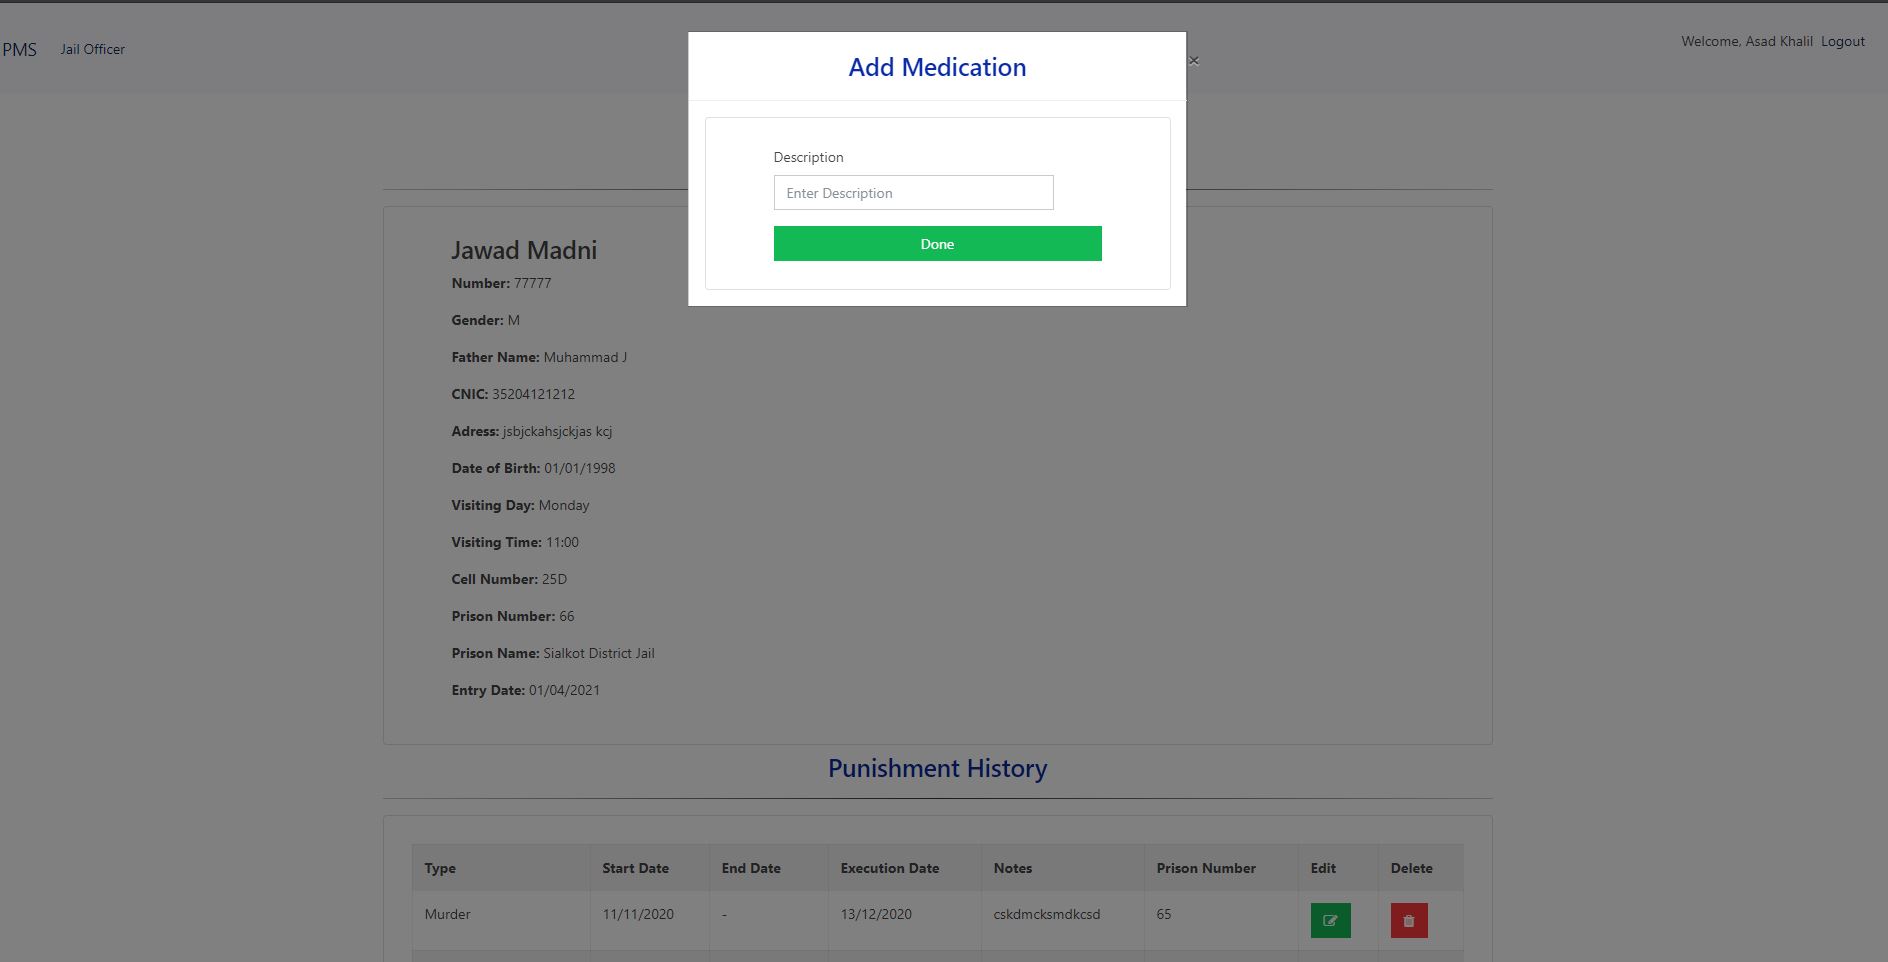 PMS Jail Officer
Welcome, Asad Khalil Logout
Add Medication
×
Description
Enter Description
Done
Jawad Madni
Number: 77777
Gender: M
Father Name: Muhammad J
CNIC: 35204121212
Adress: jsbjckahsjckjas kcj
Date of Birth: 01/01/1998
Visiting Day: Monday
Visiting Time: 11:00
Cell Number: 25D
Prison Number: 66
Prison Name: Sialkot District Jail
Entry Date: 01/04/2021
Punishment History
Type Start Date End Date Execution Date Notes Prison Number Edit Delete
Murder 11/11/2020 - 13/12/2020 cskdmcksmdkcsd 65